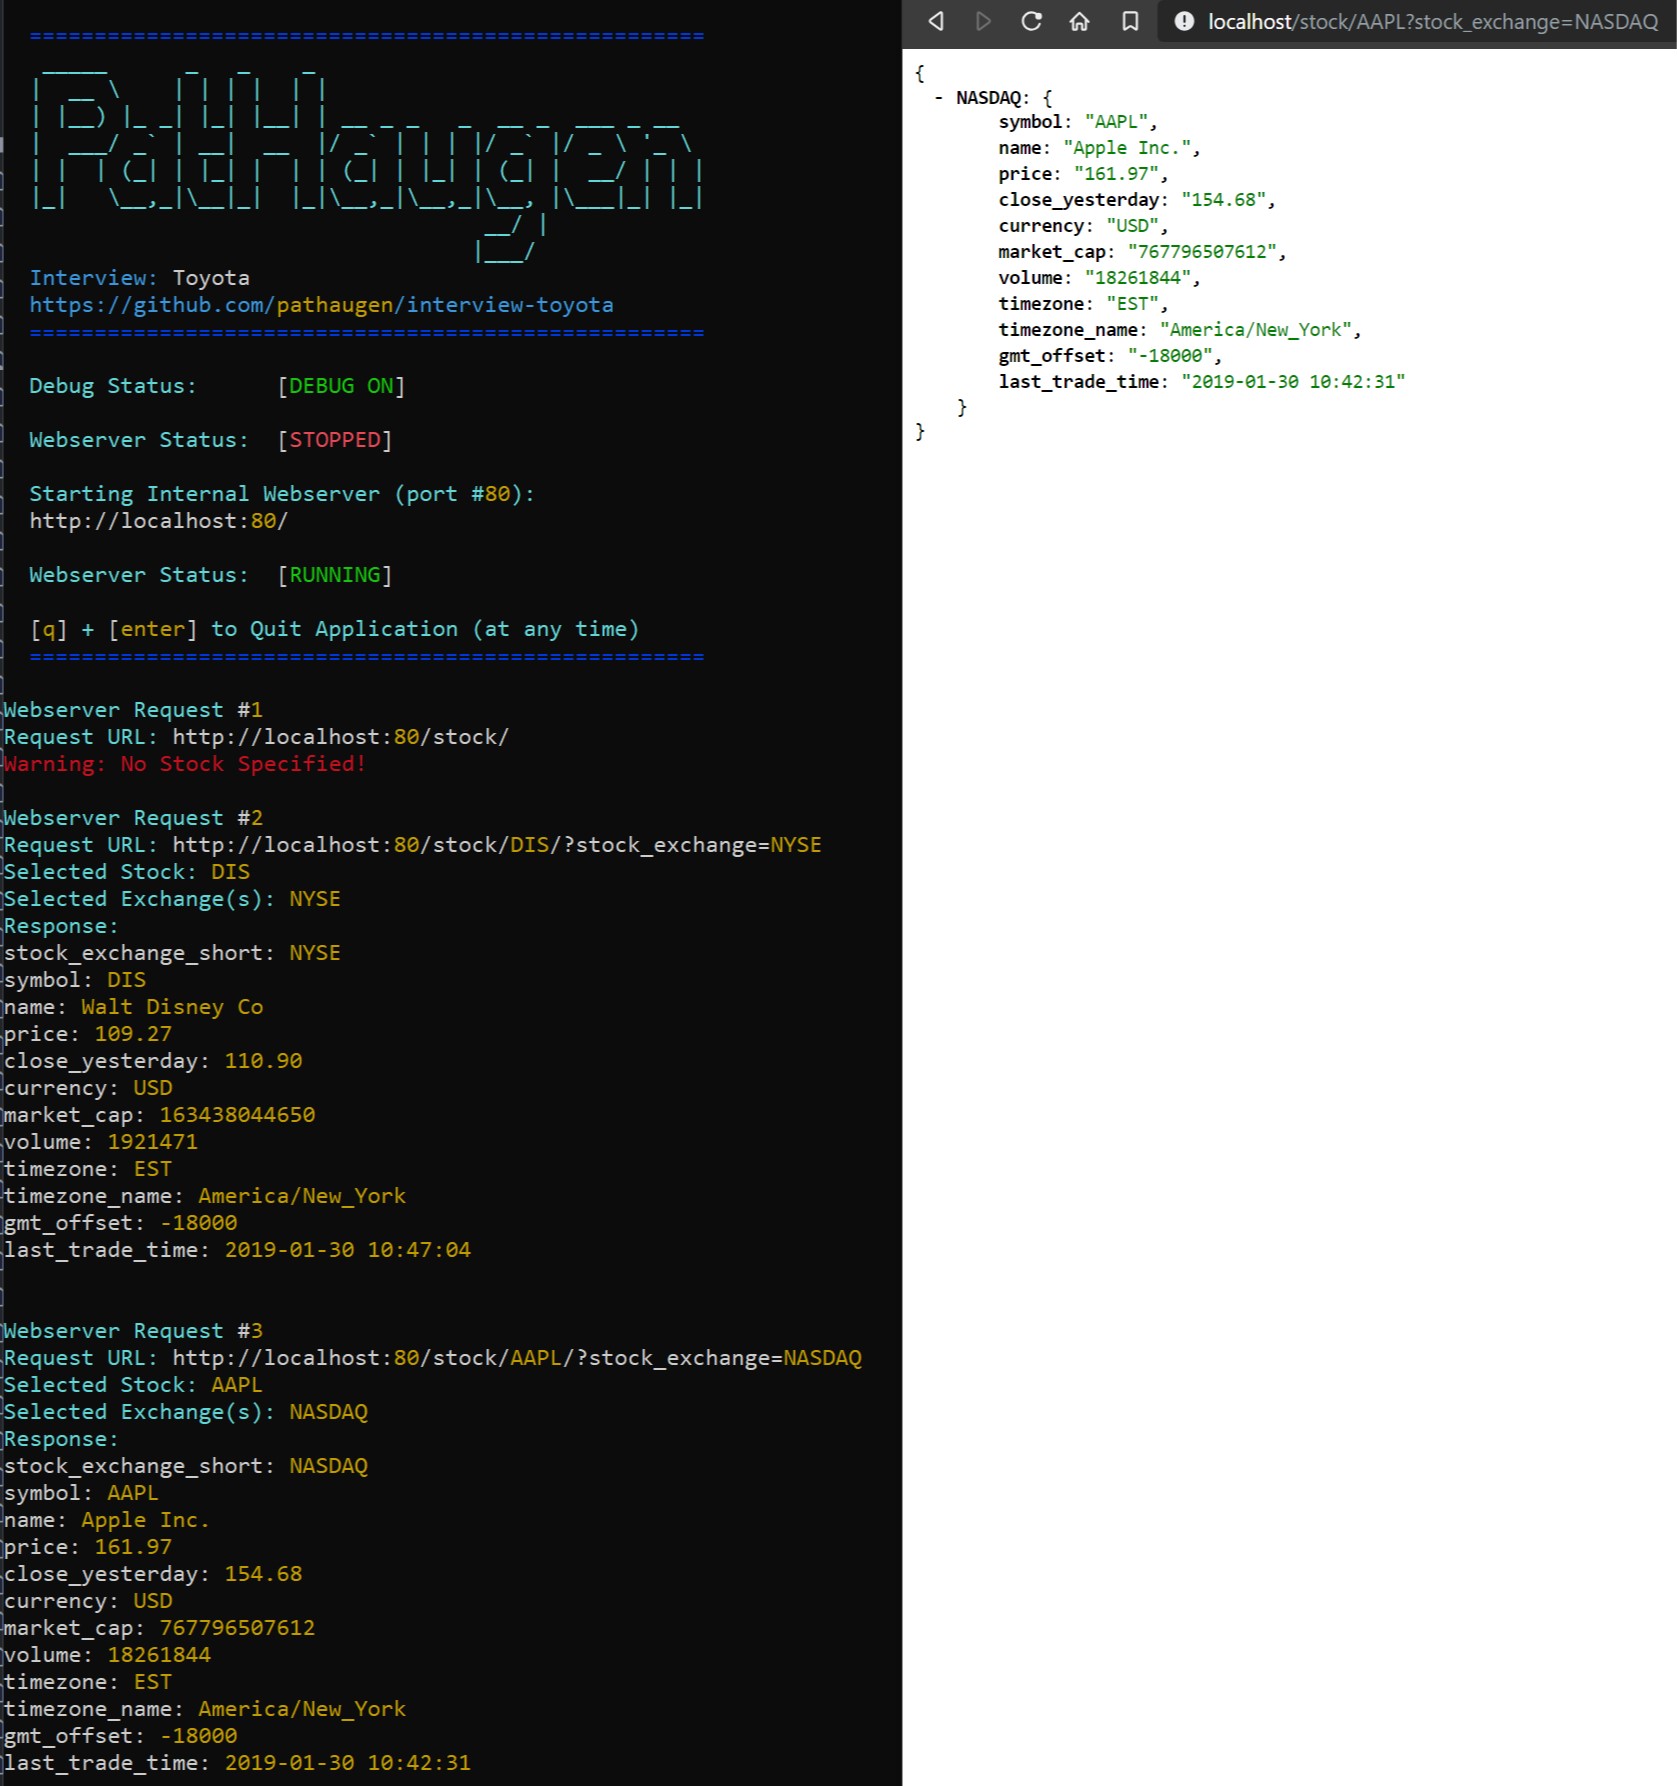 ====================================================
PatHaugen
Interview: Toyota
https://github.com/pathaugen/interview-toyota
====================================================
Debug Status: [DEBUG ON]
Webserver Status: [STOPPED]
Starting Internal Webserver (port #80):
http://localhost:80/
Webserver Status: [RUNNING]
[q] + [enter] to Quit Application (at any time)
====================================================
Webserver Request #1
Request URL: http://localhost:80/stock/
Warning: No Stock Specified!
Webserver Request #2
Request URL: http://localhost:80/stock/DIS/?stock_exchange=NYSE
Selected Stock: DIS
Selected Exchange(s): NYSE
Response:
stock_exchange_short: NYSE
symbol: DIS
name: Walt Disney Co
price: 109.27
close_yesterday: 110.90
currency: USD
market_cap: 163438044650
volume: 1921471
timezone: EST
timezone_name: America/New_York
gmt_offset: -18000
last_trade_time: 2019-01-30 10:47:04
Webserver Request #3
Request URL: http://localhost:80/stock/AAPL/?stock_exchange=NASDAQ
Selected Stock: AAPL
Selected Exchange(s): NASDAQ
Response:
stock_exchange_short: NASDAQ
symbol: AAPL
name: Apple Inc.
price: 161.97
close_yesterday: 154.68
currency: USD
market_cap: 767796507612
volume: 18261844
timezone: EST
timezone_name: America/New_York
gmt_offset: -18000
last_trade_time: 2019-01-30 10:42:31
localhost/stock/AAPL?stock_exchange=NASDAQ
{
- NASDAQ: {
symbol: "AAPL",
name: "Apple Inc.",
price: "161.97",
close_yesterday: "154.68",
currency: "USD",
market_cap: "767796507612",
volume: "18261844",
timezone: "EST",
timezone_name: "America/New_York",
gmt_offset: "-18000",
last_trade_time: "2019-01-30 10:42:31"
}
}